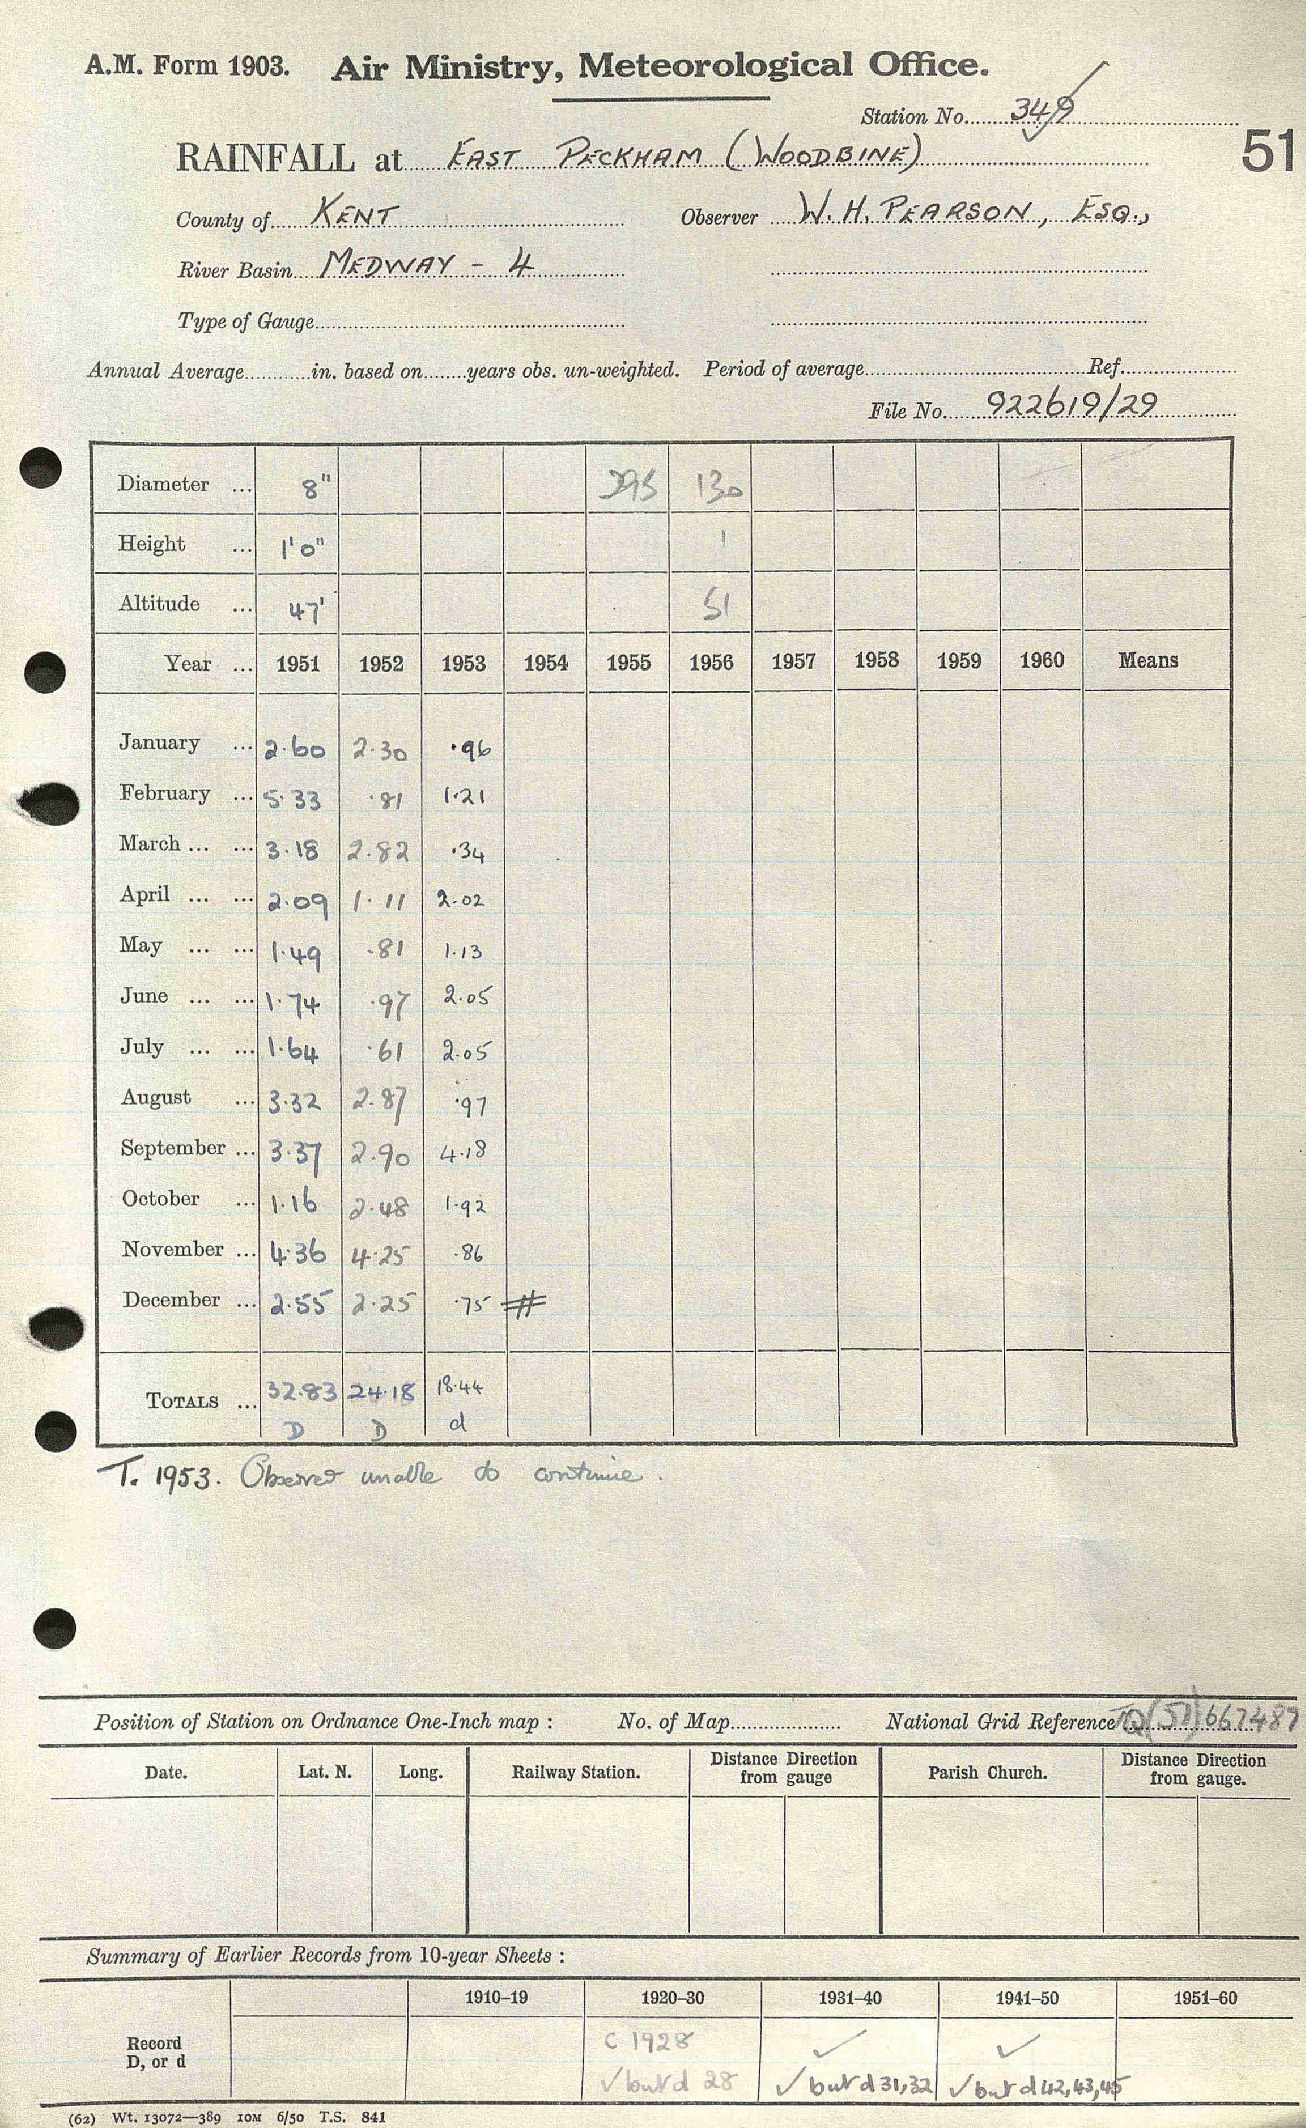 A.M. Form 1903. Air Ministry, Meteorological Office.
Station No. 349
51
RAINFALL at EAST PECKHAM (WOODBINE)
County of KENT Observer W. H. PEARSON, ESQ.,
River Basin MEDWAY - 4
Type of Gauge
Annual Average in. based on years obs. un-weighted. Period of average Ref.
File No. 922619/29
Diameter ... 8" 295 130
Height ... 1'0" 1
Altitude ... 47' 51
Year ... 1951 1952 1953 1954 1955 1956 1957 1958 1959 1960 Means
January ... 2.60 2.30 .96
February ... 5.33 .81 1.21
March ... ... 3.18 2.82 .34
April ... ... 2.09 1.11 2.02
May ... ... 1.49 .81 1.13
June ... ... 1.74 .97 2.05
July ... ... 1.64 .61 2.05
August ... 3.32 2.87 .97
September ... 3.37 2.90 4.18
October ... 1.16 2.48 1.92
November ... 4.36 4.25 .86
December ... 2.55 2.25 .75 #
TOTALS ... 32.83 24.18 18.44
D D d
T. 1953. Observer unable to continue.
Position of Station on Ordnance One-Inch map : No. of Map National Grid Reference TQ (51) 667487
Date. Lat. N. Long. Railway Station. Distance Direction from gauge Parish Church. Distance Direction from gauge.
Summary of Earlier Records from 10-year Sheets :
1910–19 1920–30 1931–40 1941–50 1951–60
Record C 1928 ✓ ✓
D, or d ✓ but d 28 ✓ but d 31,32 ✓ but d 42,43,45
(62) Wt. 13072—389 10M 6/50 T.S. 841